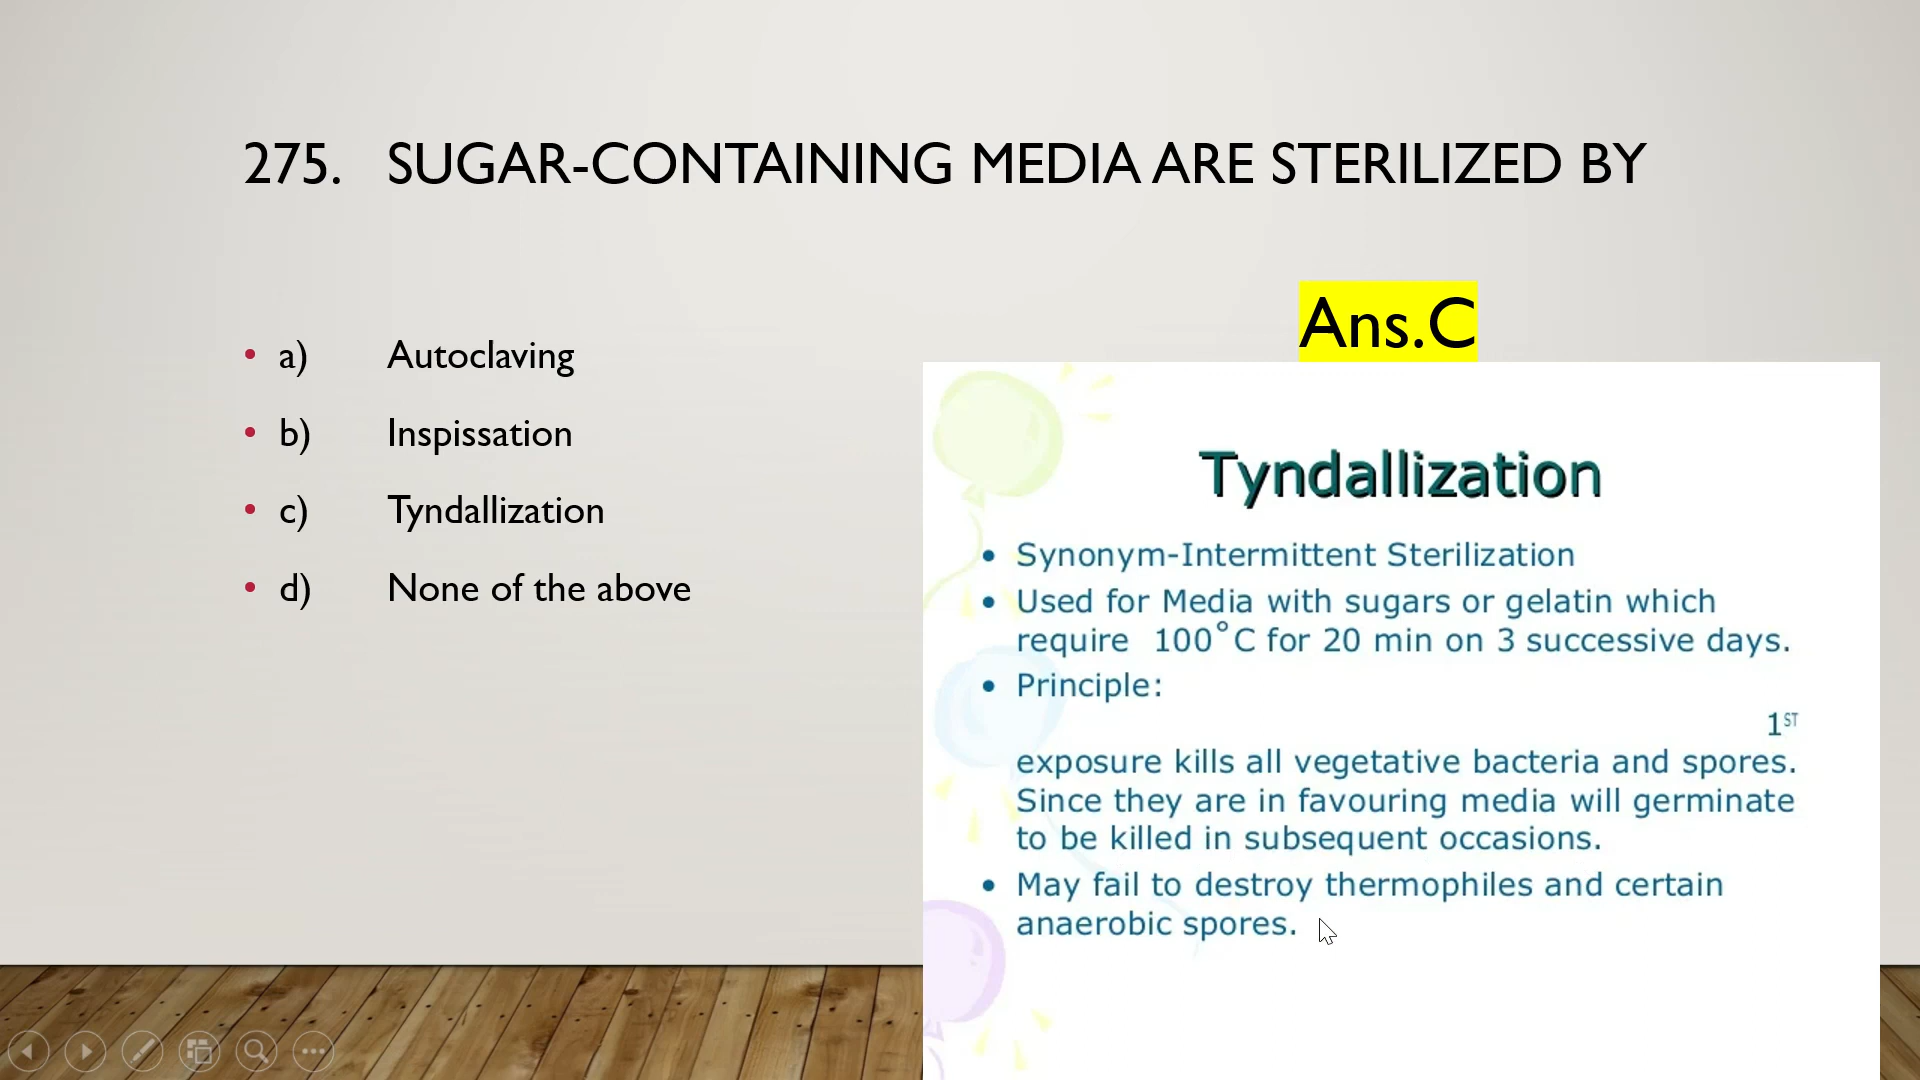 275. SUGAR-CONTAINING MEDIA ARE STERILIZED BY
• a) Autoclaving
• b) Inspissation
• c) Tyndallization
• d) None of the above
Ans.C
Tyndallization
• Synonym-Intermittent Sterilization
• Used for Media with sugars or gelatin which
require 100°C for 20 min on 3 successive days.
• Principle:
1ST
exposure kills all vegetative bacteria and spores.
Since they are in favouring media will germinate
to be killed in subsequent occasions.
• May fail to destroy thermophiles and certain
anaerobic spores.